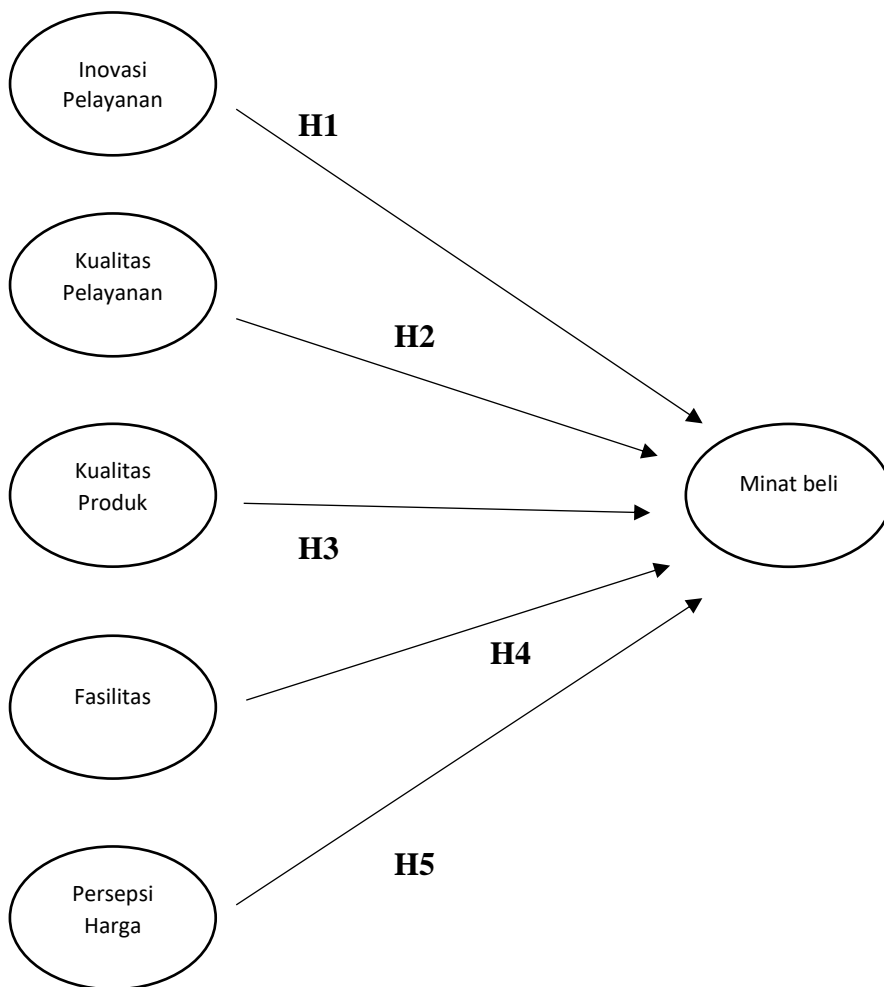 Inovasi
Pelayanan
H1
Kualitas
Pelayanan
H2
Kualitas
Produk
H3
Minat beli
Fasilitas
H4
Persepsi
Harga
H5